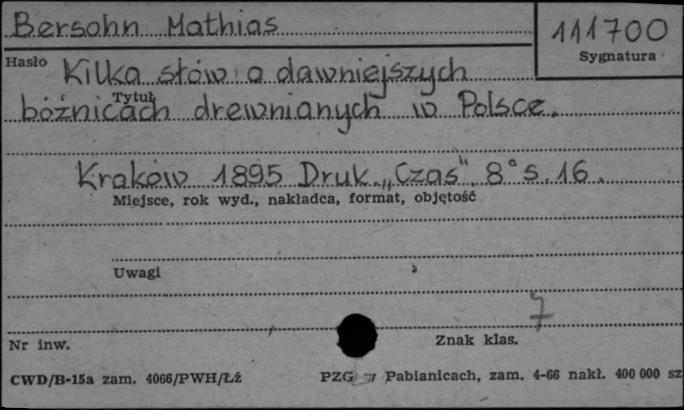 Bersohn Mathias
111700
Sygnatura
Hasło
Kilka słów o dawniejszych
Tytuł
bóżnicach drewnianych w Polsce.
Kraków 1895 Druk. „Czas" 8° s. 16.
Miejsce, rok wyd., nakładca, format, objętość
Uwagi
7
Nr inw.
Znak klas.
CWD/B-15a zam. 4066/PWH/Łź
PZG Pabianicach, zam. 4-66 nakł. 400 000 sz